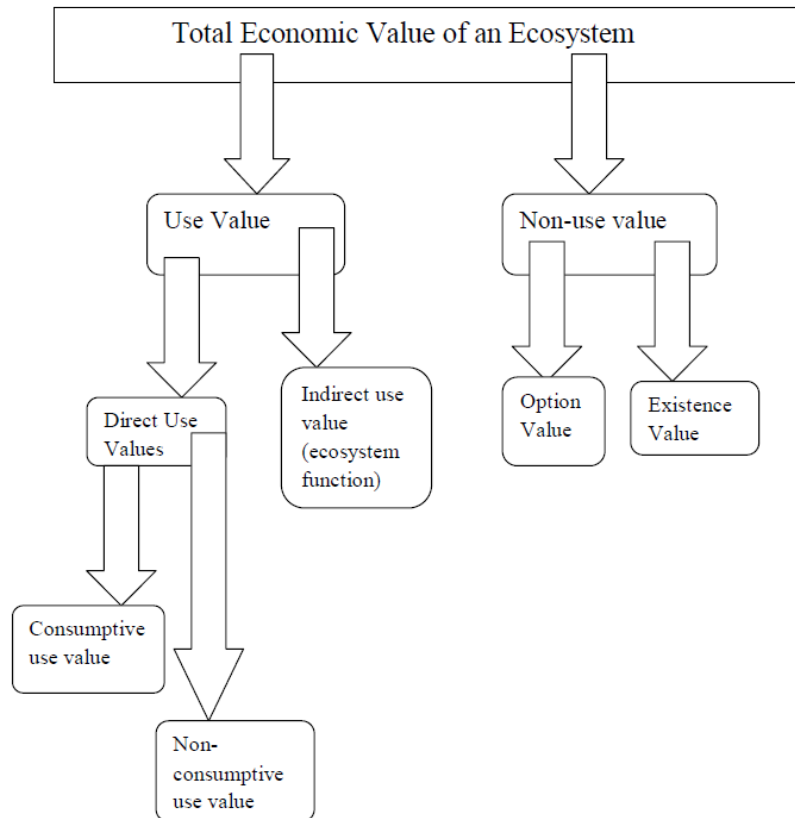 Total Economic Value of an Ecosystem
Use Value
Non-use value
Direct Use
Values
Indirect use
value
(ecosystem
function)
Option
Value
Existence
Value
Consumptive
use value
Non-
consumptive
use value